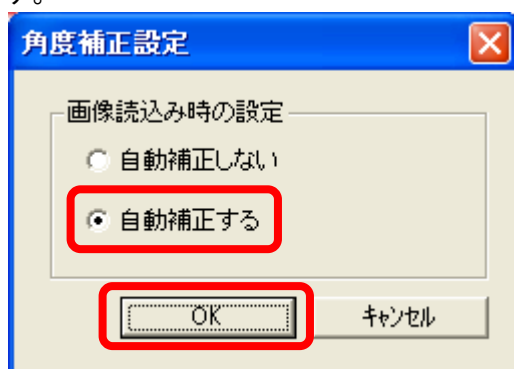 す。
角度補正設定
画像読込み時の設定
自動補正しない
自動補正する
OK
キャンセル